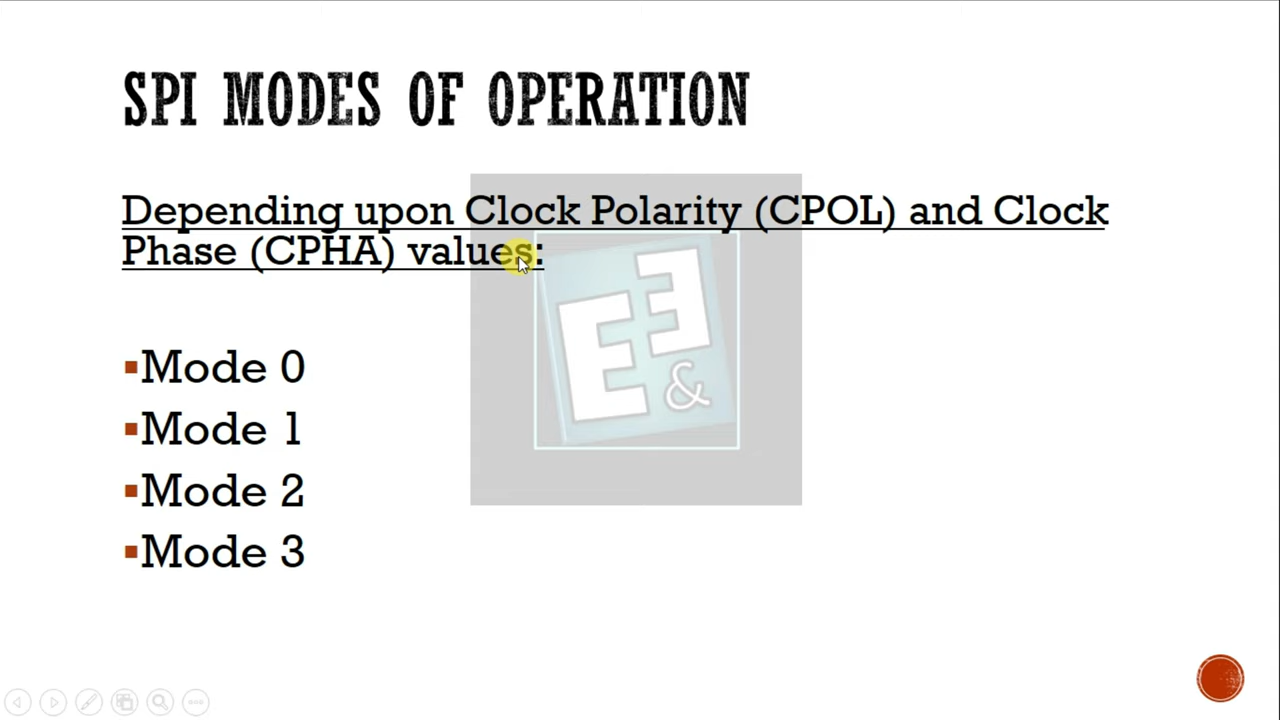 SPI MODES OF OPERATION
Depending upon Clock Polarity (CPOL) and Clock
Phase (CPHA) values:
E
E
&
▪Mode 0
▪Mode 1
▪Mode 2
▪Mode 3